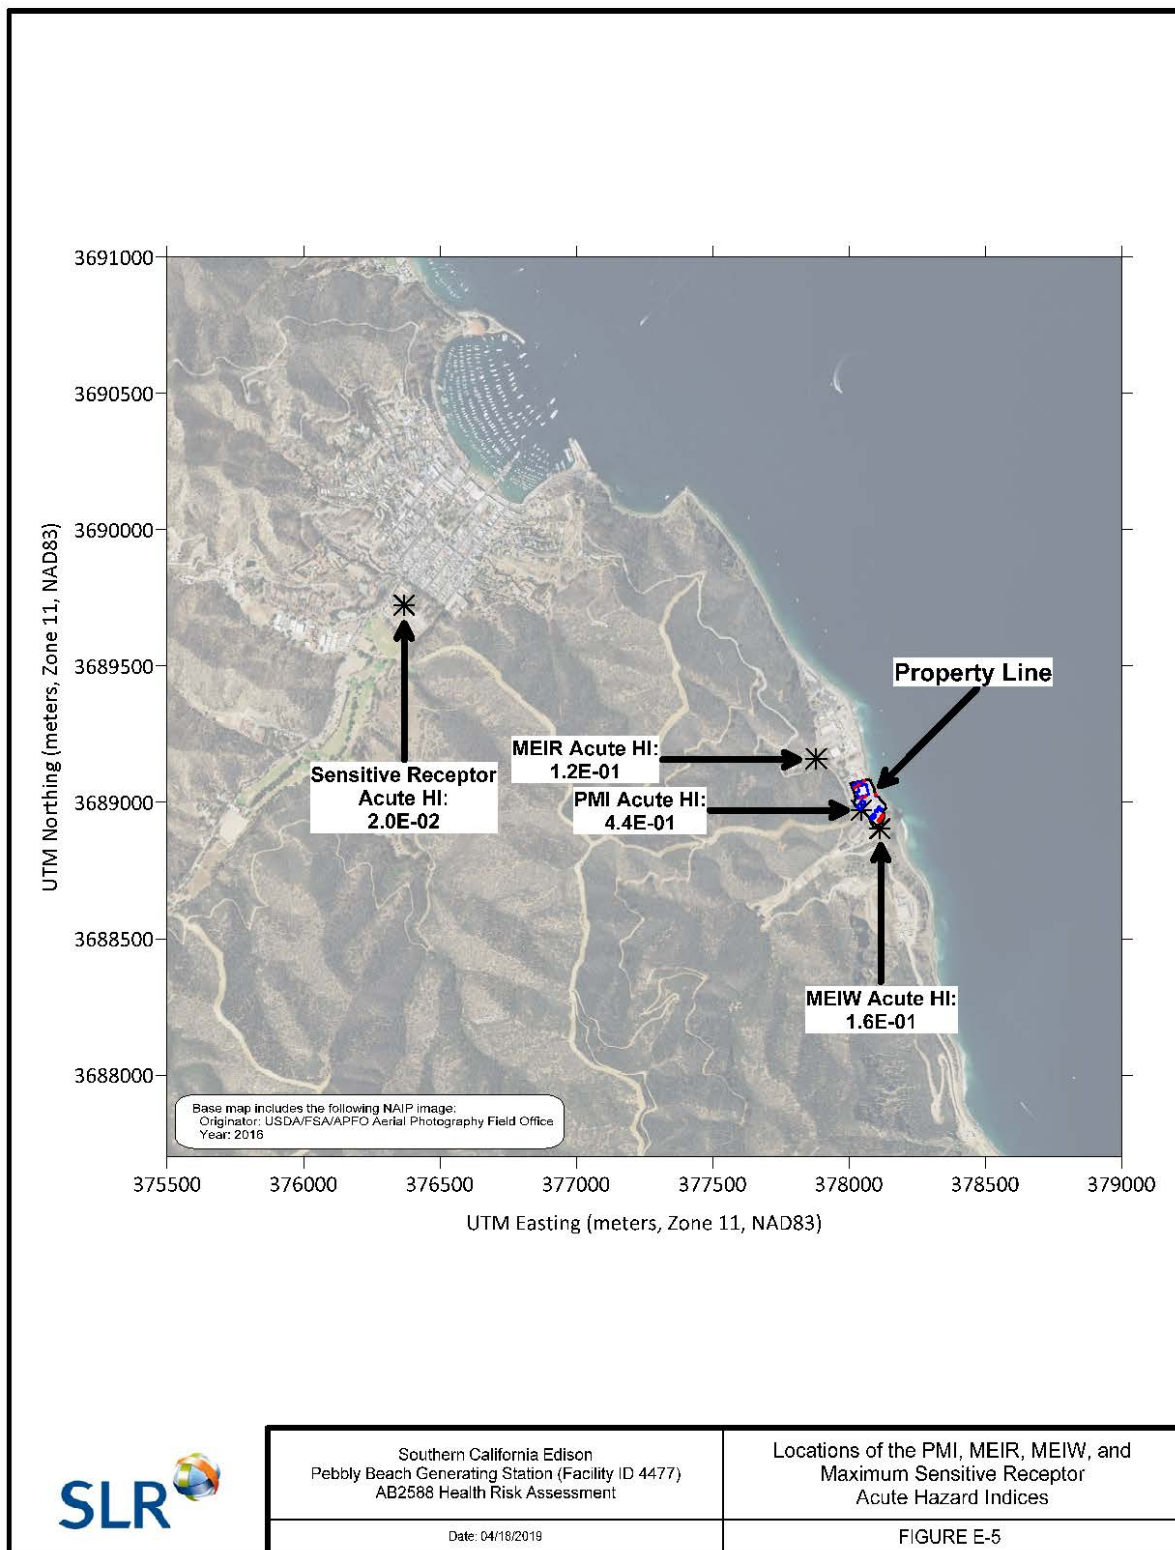 3691000
3690500
3690000
3689500
3689000
3688500
3688000
UTM Northing (meters, Zone 11, NAD83)
Property Line
MEIR Acute HI:
1.2E-01
Sensitive Receptor
Acute HI:
2.0E-02
PMI Acute HI:
4.4E-01
MEIW Acute HI:
1.6E-01
Base map includes the following NAIP image:
Originator: USDA/FSA/APFO Aerial Photography Field Office
Year: 2016
375500 376000 376500 377000 377500 378000 378500 379000
UTM Easting (meters, Zone 11, NAD83)
SLR
Southern California Edison
Pebbly Beach Generating Station (Facility ID 4477)
AB2588 Health Risk Assessment
Date: 04/18/2019
Locations of the PMI, MEIR, MEIW, and
Maximum Sensitive Receptor
Acute Hazard Indices
FIGURE E-5